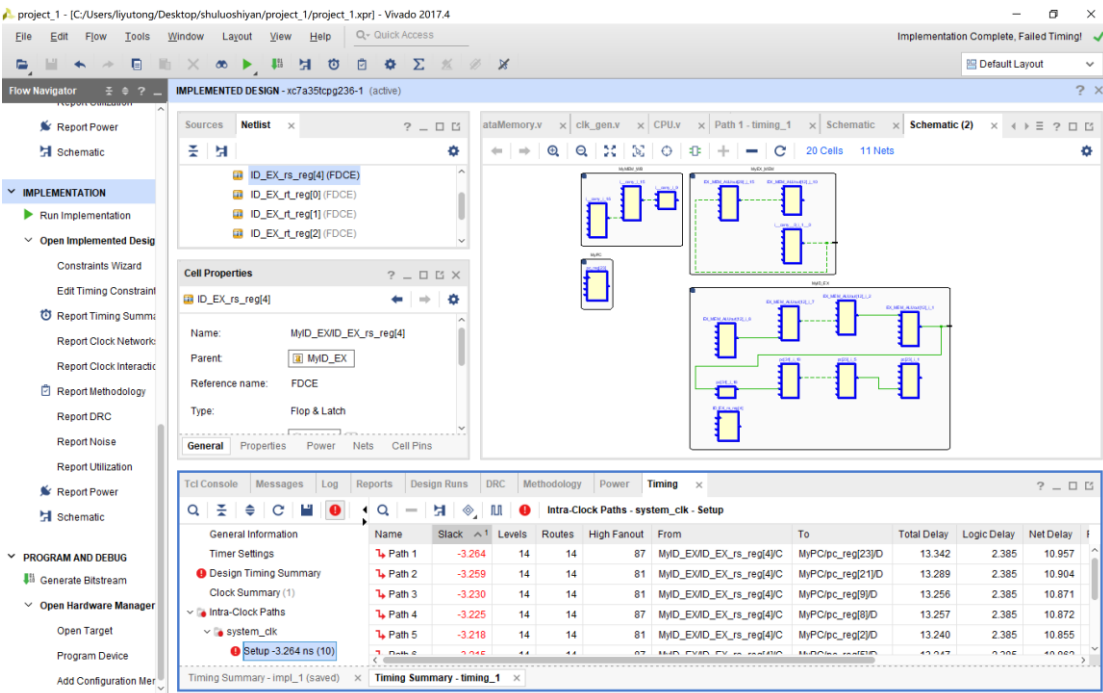 project_1 - [C:/Users/liyutong/Desktop/shuluoshiyan/project_1/project_1.xpr] - Vivado 2017.4
File Edit Flow Tools Window Layout View Help Quick Access Implementation Complete, Failed Timing!
Default Layout
Flow Navigator
IMPLEMENTED DESIGN - xc7a35tcpg236-1 (active)
Report Utilization
Report Power
Schematic
IMPLEMENTATION
Run Implementation
Open Implemented Desig
Constraints Wizard
Edit Timing Constraint
Report Timing Summa
Report Clock Networks
Report Clock Interactic
Report Methodology
Report DRC
Report Noise
Report Utilization
Report Power
Schematic
PROGRAM AND DEBUG
Generate Bitstream
Open Hardware Manager
Open Target
Program Device
Add Configuration Mer
Sources Netlist
ID_EX_rs_reg[4] (FDCE)
ID_EX_rt_reg[0] (FDCE)
ID_EX_rt_reg[1] (FDCE)
ID_EX_rt_reg[2] (FDCE)
Cell Properties
ID_EX_rs_reg[4]
Name: MyID_EX/ID_EX_rs_reg[4]
Parent: MyID_EX
Reference name: FDCE
Type: Flop & Latch
General Properties Power Nets Cell Pins
ataMemory.v clk_gen.v CPU.v Path 1 - timing_1 Schematic Schematic (2)
20 Cells 11 Nets
MyPC
MyID_EX
Tcl Console Messages Log Reports Design Runs DRC Methodology Power Timing
Intra-Clock Paths - system_clk - Setup
General Information
Timer Settings
Design Timing Summary
Clock Summary (1)
Intra-Clock Paths
system_clk
Setup -3.264 ns (10)
Name Slack 1 Levels Routes High Fanout From To Total Delay Logic Delay Net Delay
Path 1 -3.264 14 14 87 MyID_EX/ID_EX_rs_reg[4]/C MyPC/pc_reg[23]/D 13.342 2.385 10.957
Path 2 -3.259 14 14 81 MyID_EX/ID_EX_rs_reg[4]/C MyPC/pc_reg[21]/D 13.289 2.385 10.904
Path 3 -3.230 14 14 81 MyID_EX/ID_EX_rs_reg[4]/C MyPC/pc_reg[9]/D 13.256 2.385 10.871
Path 4 -3.225 14 14 87 MyID_EX/ID_EX_rs_reg[4]/C MyPC/pc_reg[8]/D 13.257 2.385 10.872
Path 5 -3.218 14 14 81 MyID_EX/ID_EX_rs_reg[4]/C MyPC/pc_reg[2]/D 13.240 2.385 10.855
Timing Summary - impl_1 (saved) Timing Summary - timing_1